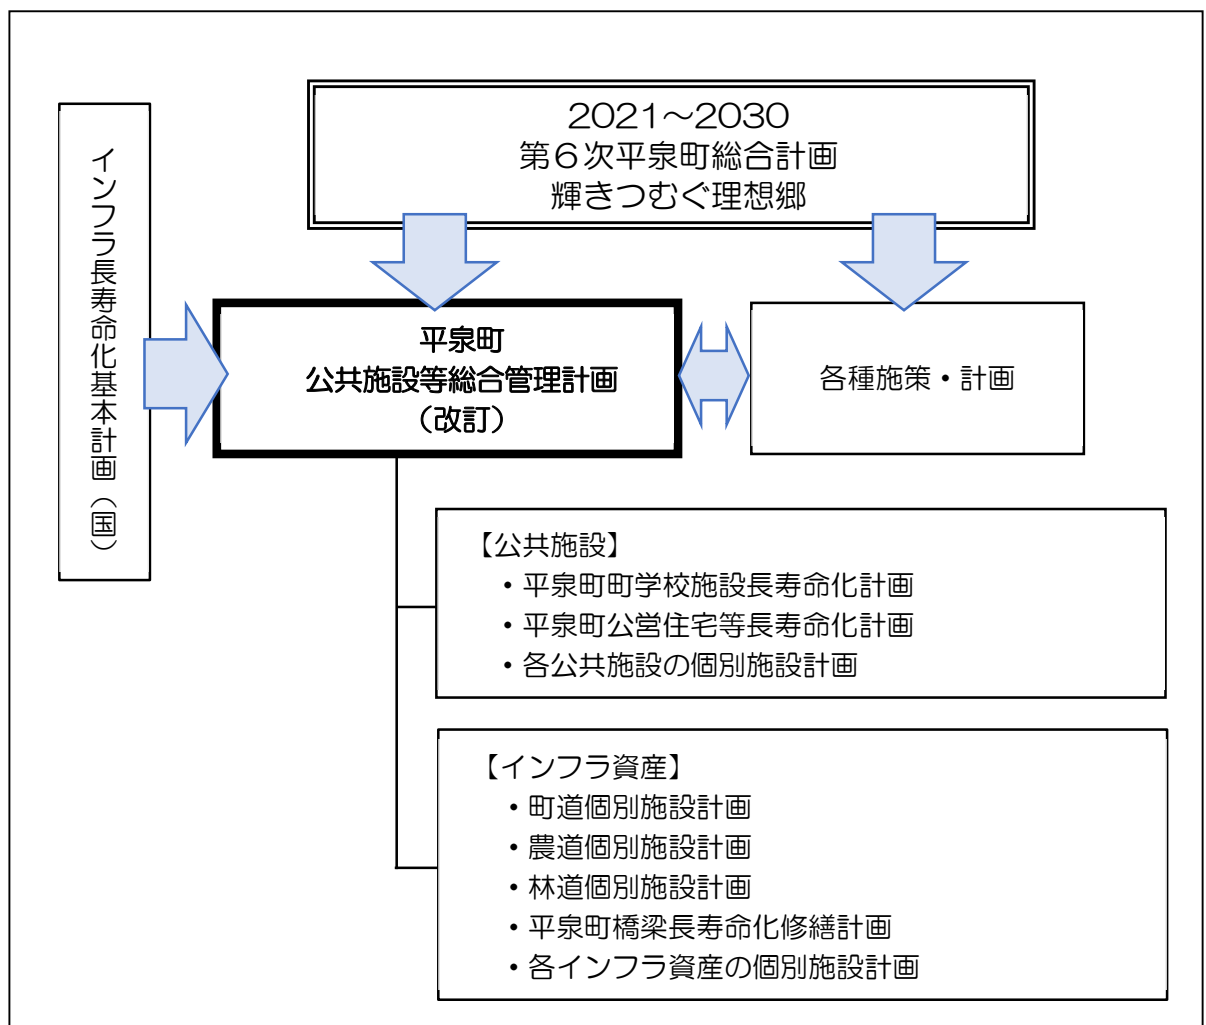 2021～2030
第６次平泉町総合計画
輝きつむぐ理想郷
インフラ長寿命化基本計画（国）
平泉町
公共施設等総合管理計画
（改訂）
各種施策・計画
【公共施設】
・平泉町町学校施設長寿命化計画
・平泉町公営住宅等長寿命化計画
・各公共施設の個別施設計画
【インフラ資産】
・町道個別施設計画
・農道個別施設計画
・林道個別施設計画
・平泉町橋梁長寿命化修繕計画
・各インフラ資産の個別施設計画